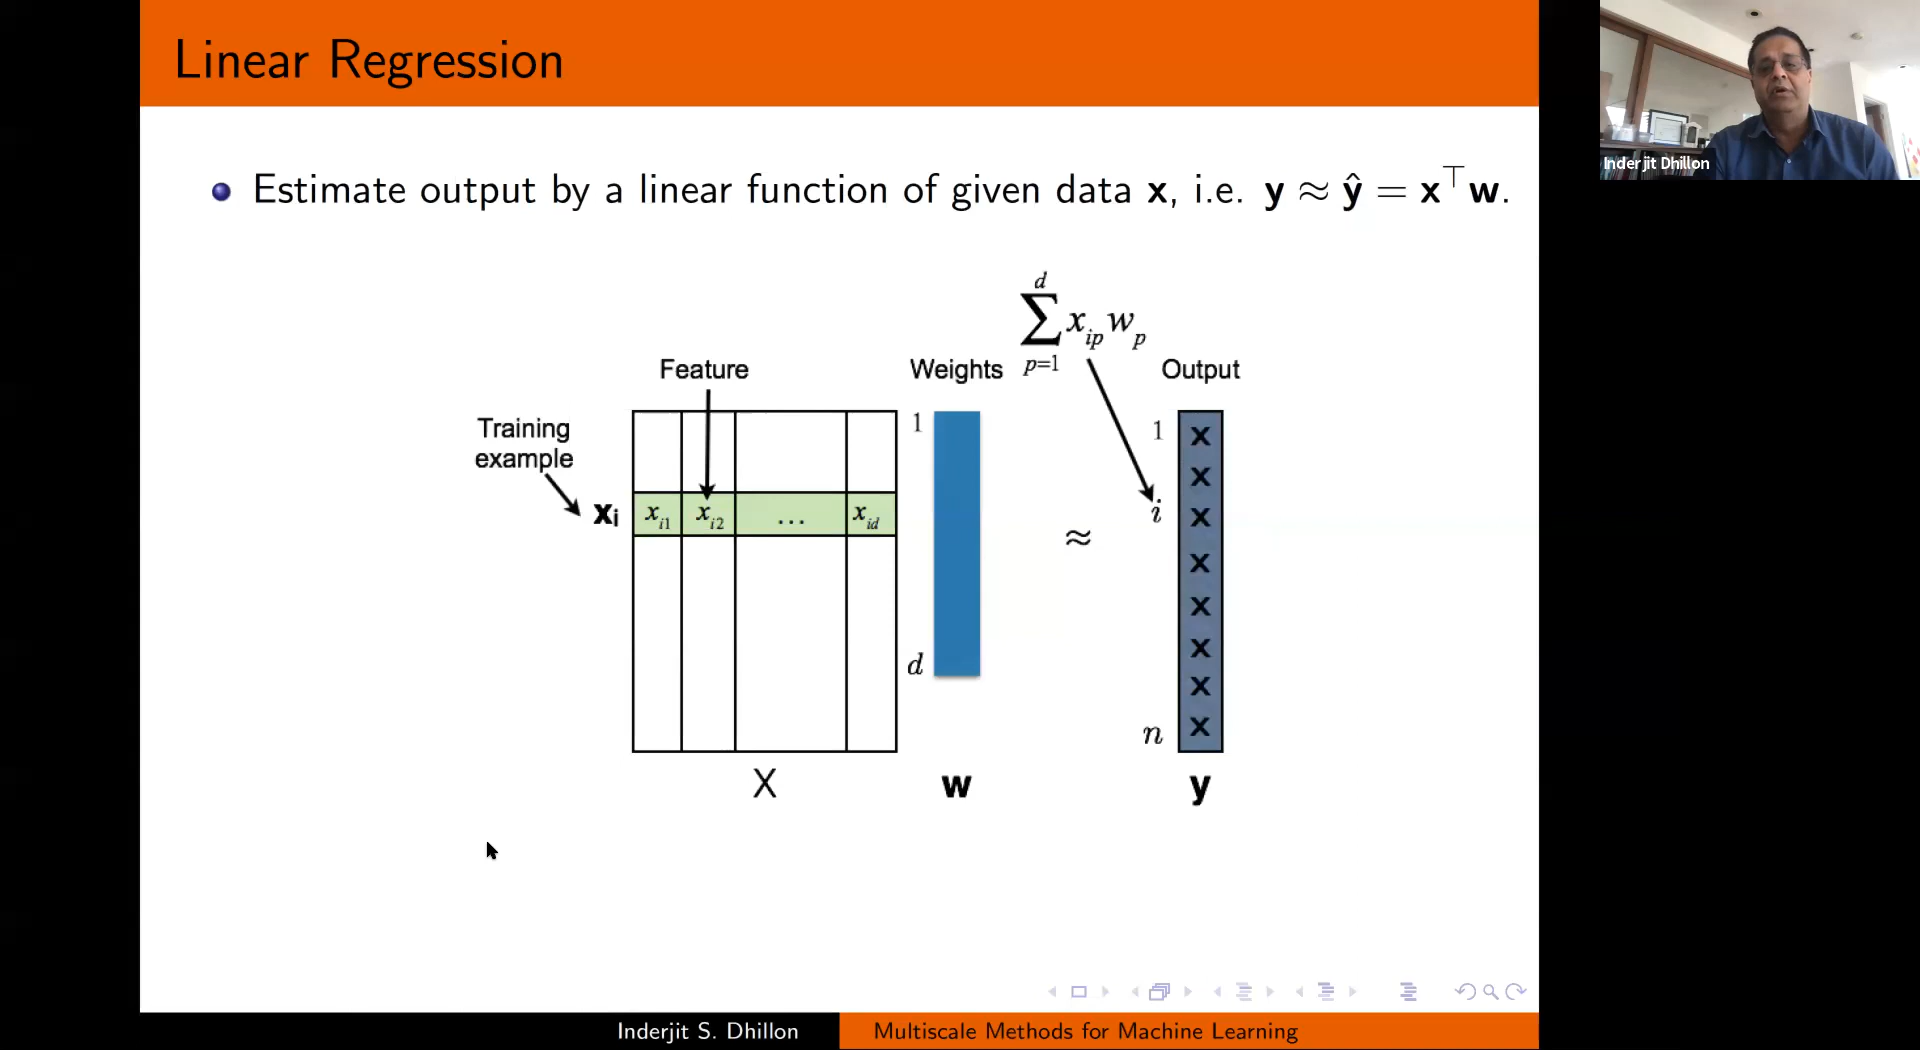 Linear Regression
Inderjit Dhillon
Estimate output by a linear function of given data x, i.e. y ≈ ŷ = x⊤w.
d
∑ x_ip w_p
p=1
Feature
Weights
Output
Training
example
1
1
x_i
x_i1 x_i2 ... x_id
i
≈
d
n
x
x
x
x
x
x
x
x
X
w
y
Inderjit S. Dhillon
Multiscale Methods for Machine Learning